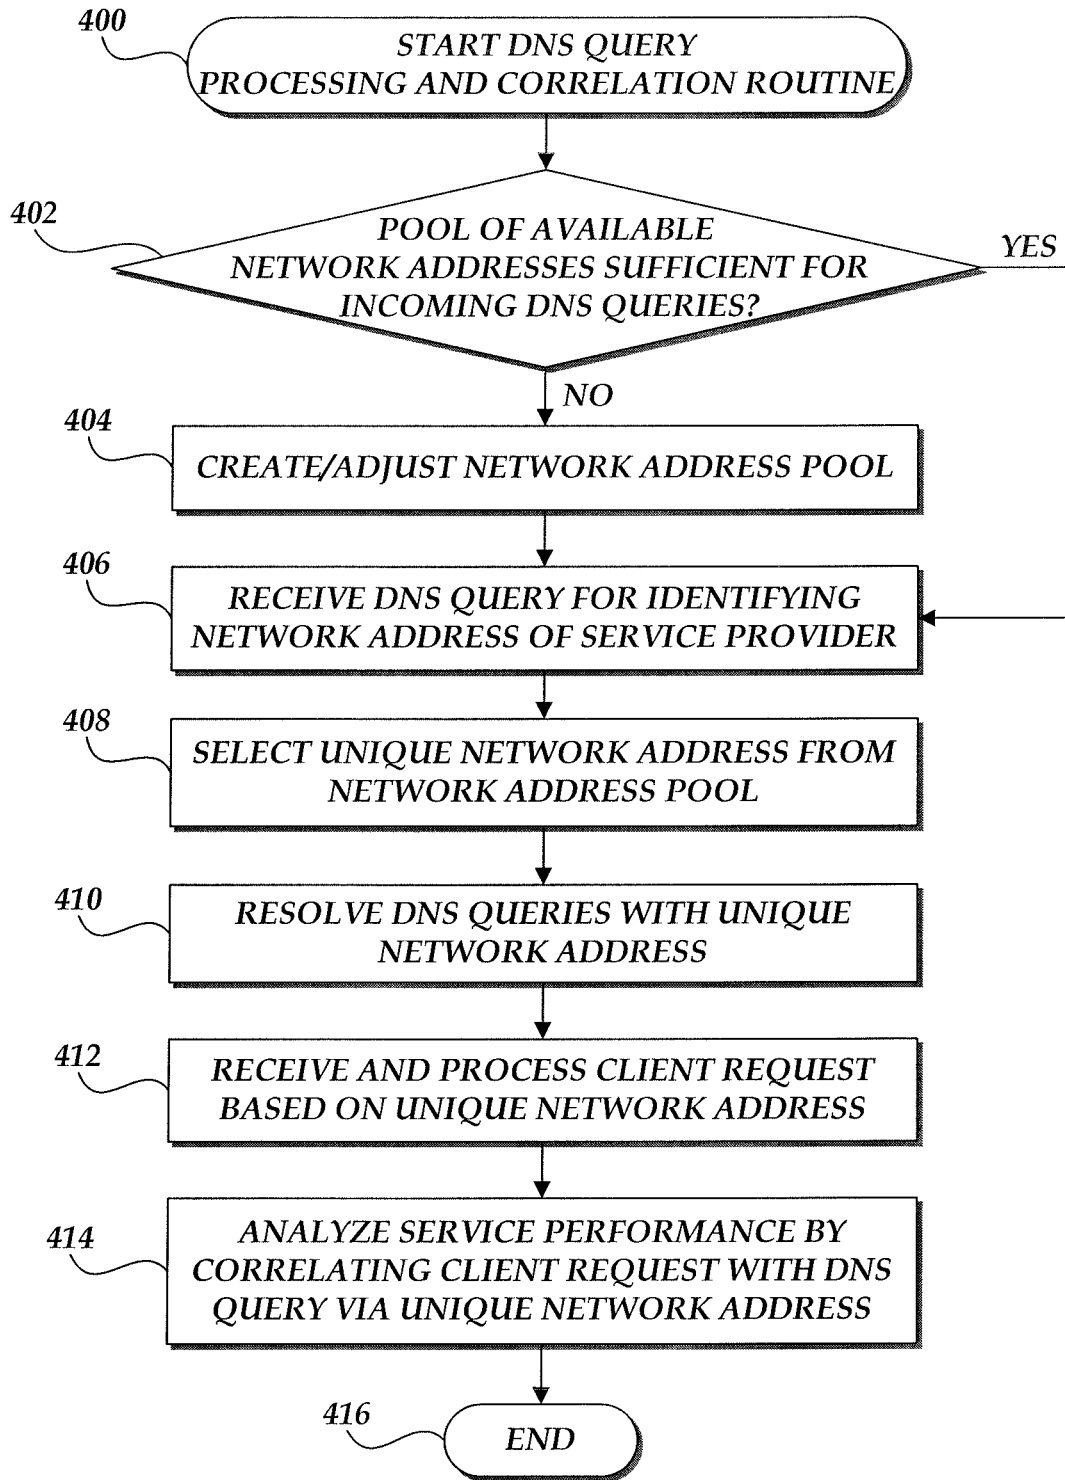 400
START DNS QUERY
PROCESSING AND CORRELATION ROUTINE
402
POOL OF AVAILABLE
NETWORK ADDRESSES SUFFICIENT FOR
INCOMING DNS QUERIES?
YES
NO
404
CREATE/ADJUST NETWORK ADDRESS POOL
406
RECEIVE DNS QUERY FOR IDENTIFYING
NETWORK ADDRESS OF SERVICE PROVIDER
408
SELECT UNIQUE NETWORK ADDRESS FROM
NETWORK ADDRESS POOL
410
RESOLVE DNS QUERIES WITH UNIQUE
NETWORK ADDRESS
412
RECEIVE AND PROCESS CLIENT REQUEST
BASED ON UNIQUE NETWORK ADDRESS
414
ANALYZE SERVICE PERFORMANCE BY
CORRELATING CLIENT REQUEST WITH DNS
QUERY VIA UNIQUE NETWORK ADDRESS
416
END